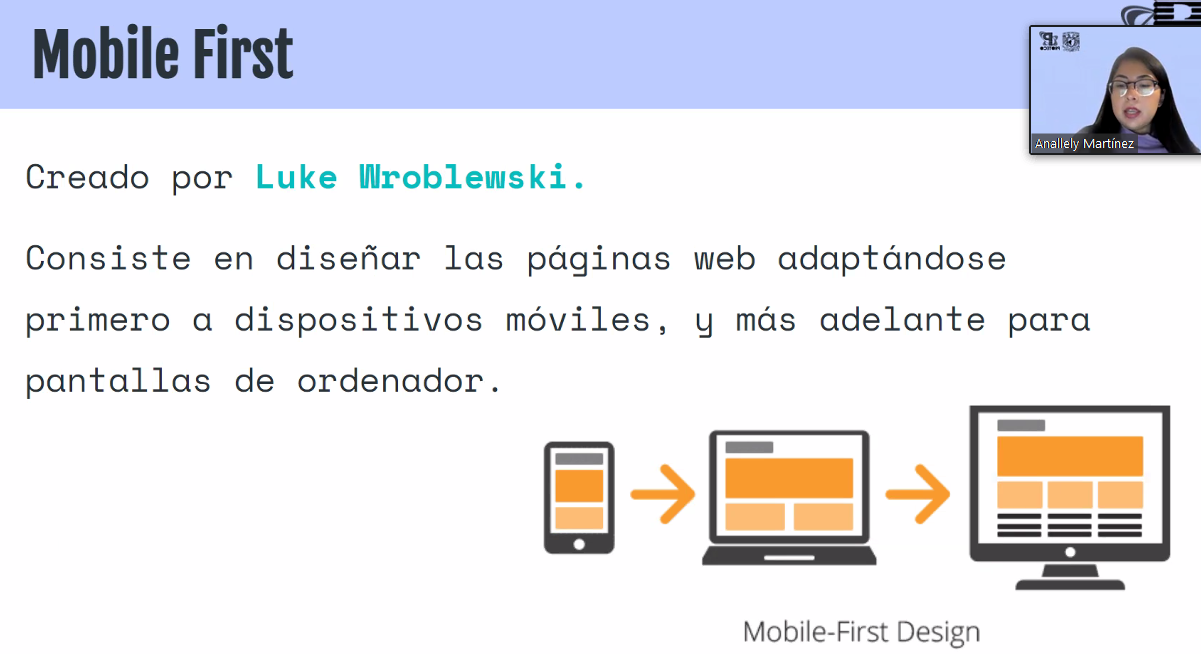 Mobile First
Anallely Martínez
Creado por Luke Wroblewski.
Consiste en diseñar las páginas web adaptándose
primero a dispositivos móviles, y más adelante para
pantallas de ordenador.
Mobile-First Design